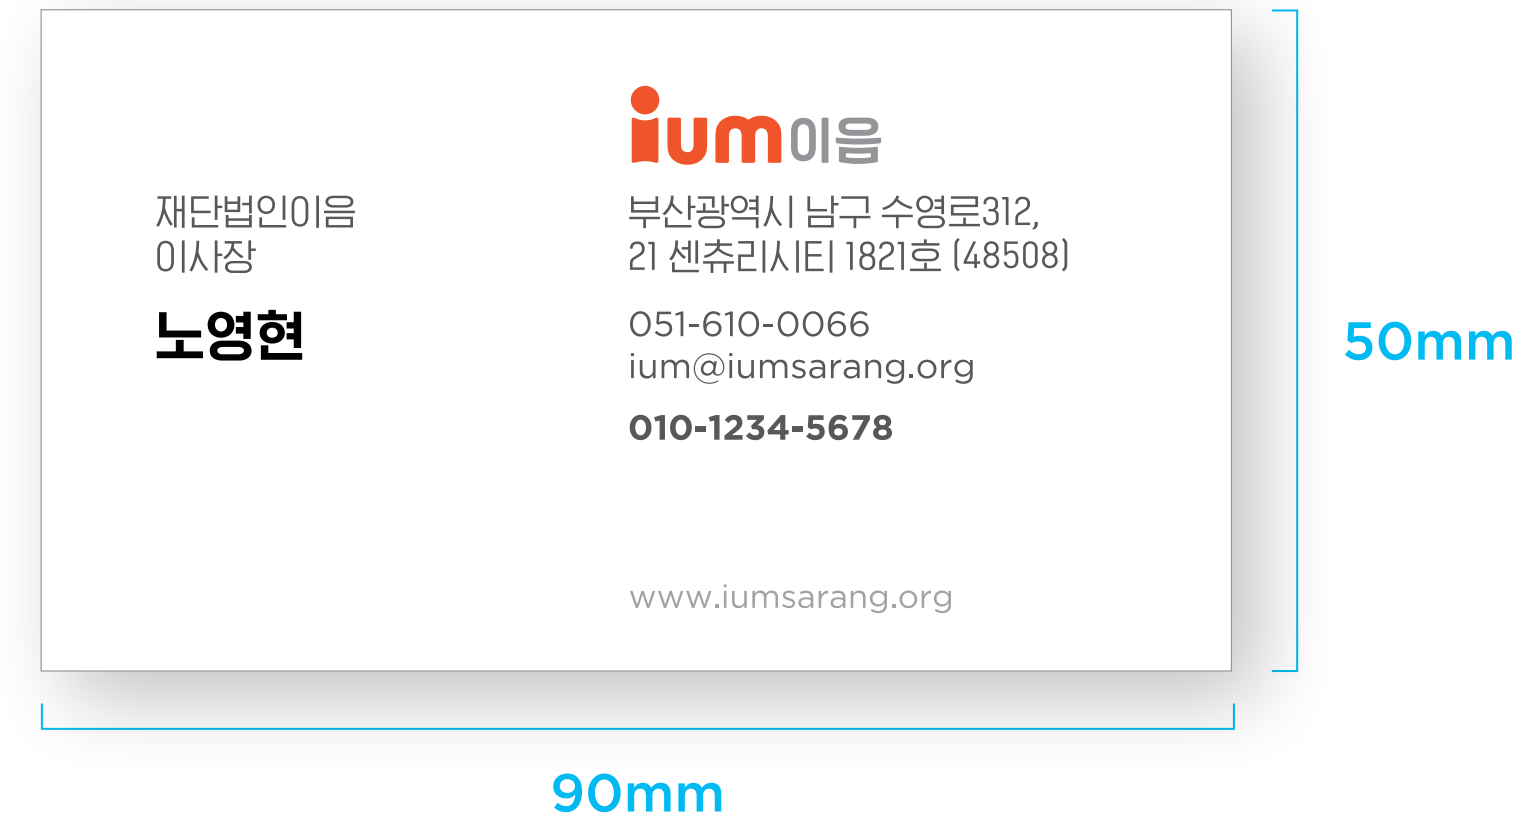 재단법인이음
이사장
노영현
ium이음
부산광역시 남구 수영로312,
21 센츄리시티 1821호 (48508)
051-610-0066
ium@iumsarang.org
010-1234-5678
www.iumsarang.org
50mm
90mm